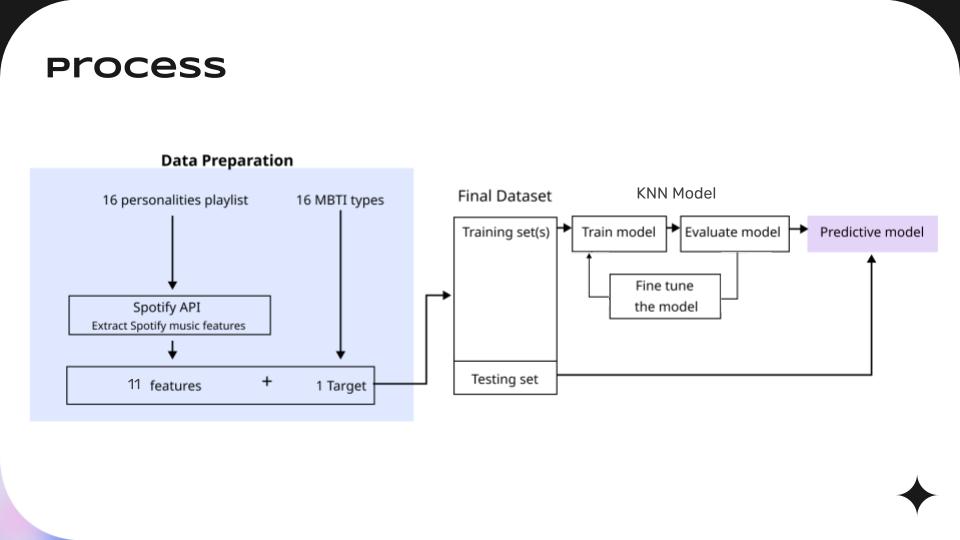 Process
Data Preparation
16 personalities playlist
16 MBTI types
Spotify API
Extract Spotify music features
11 features + 1 Target
Final Dataset
Training set(s)
Testing set
KNN Model
Train model
Evaluate model
Fine tune
the model
Predictive model